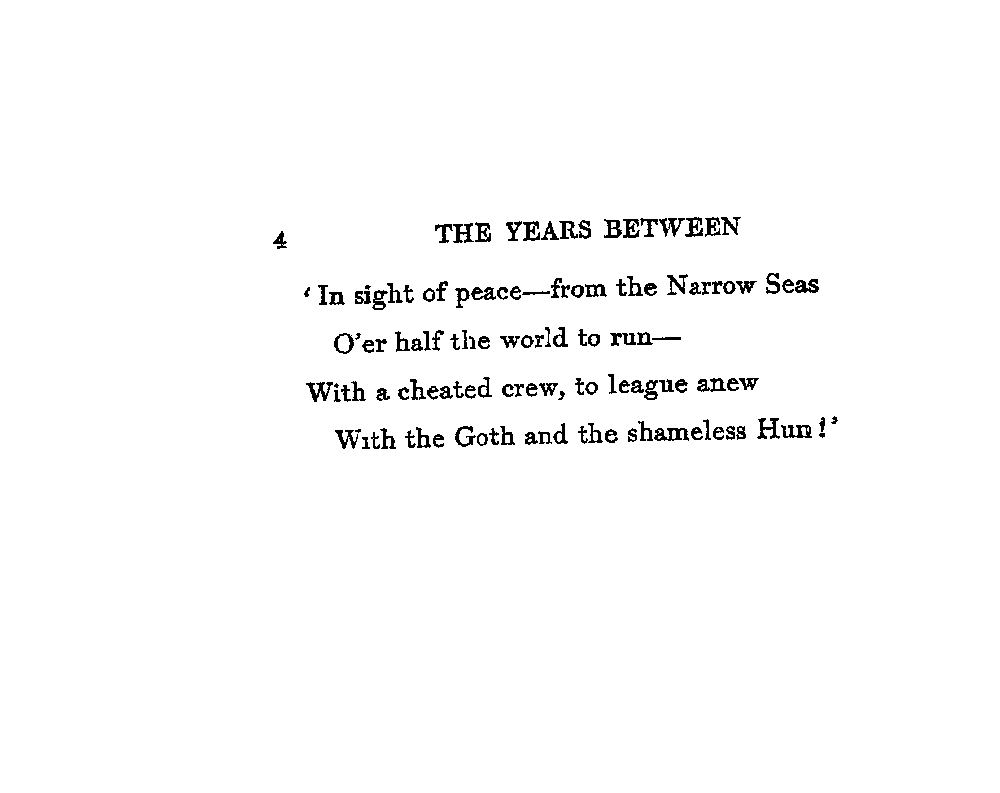 4 THE YEARS BETWEEN
‘In sight of peace—from the Narrow Seas
O’er half the world to run—
With a cheated crew, to league anew
With the Goth and the shameless Hun!’